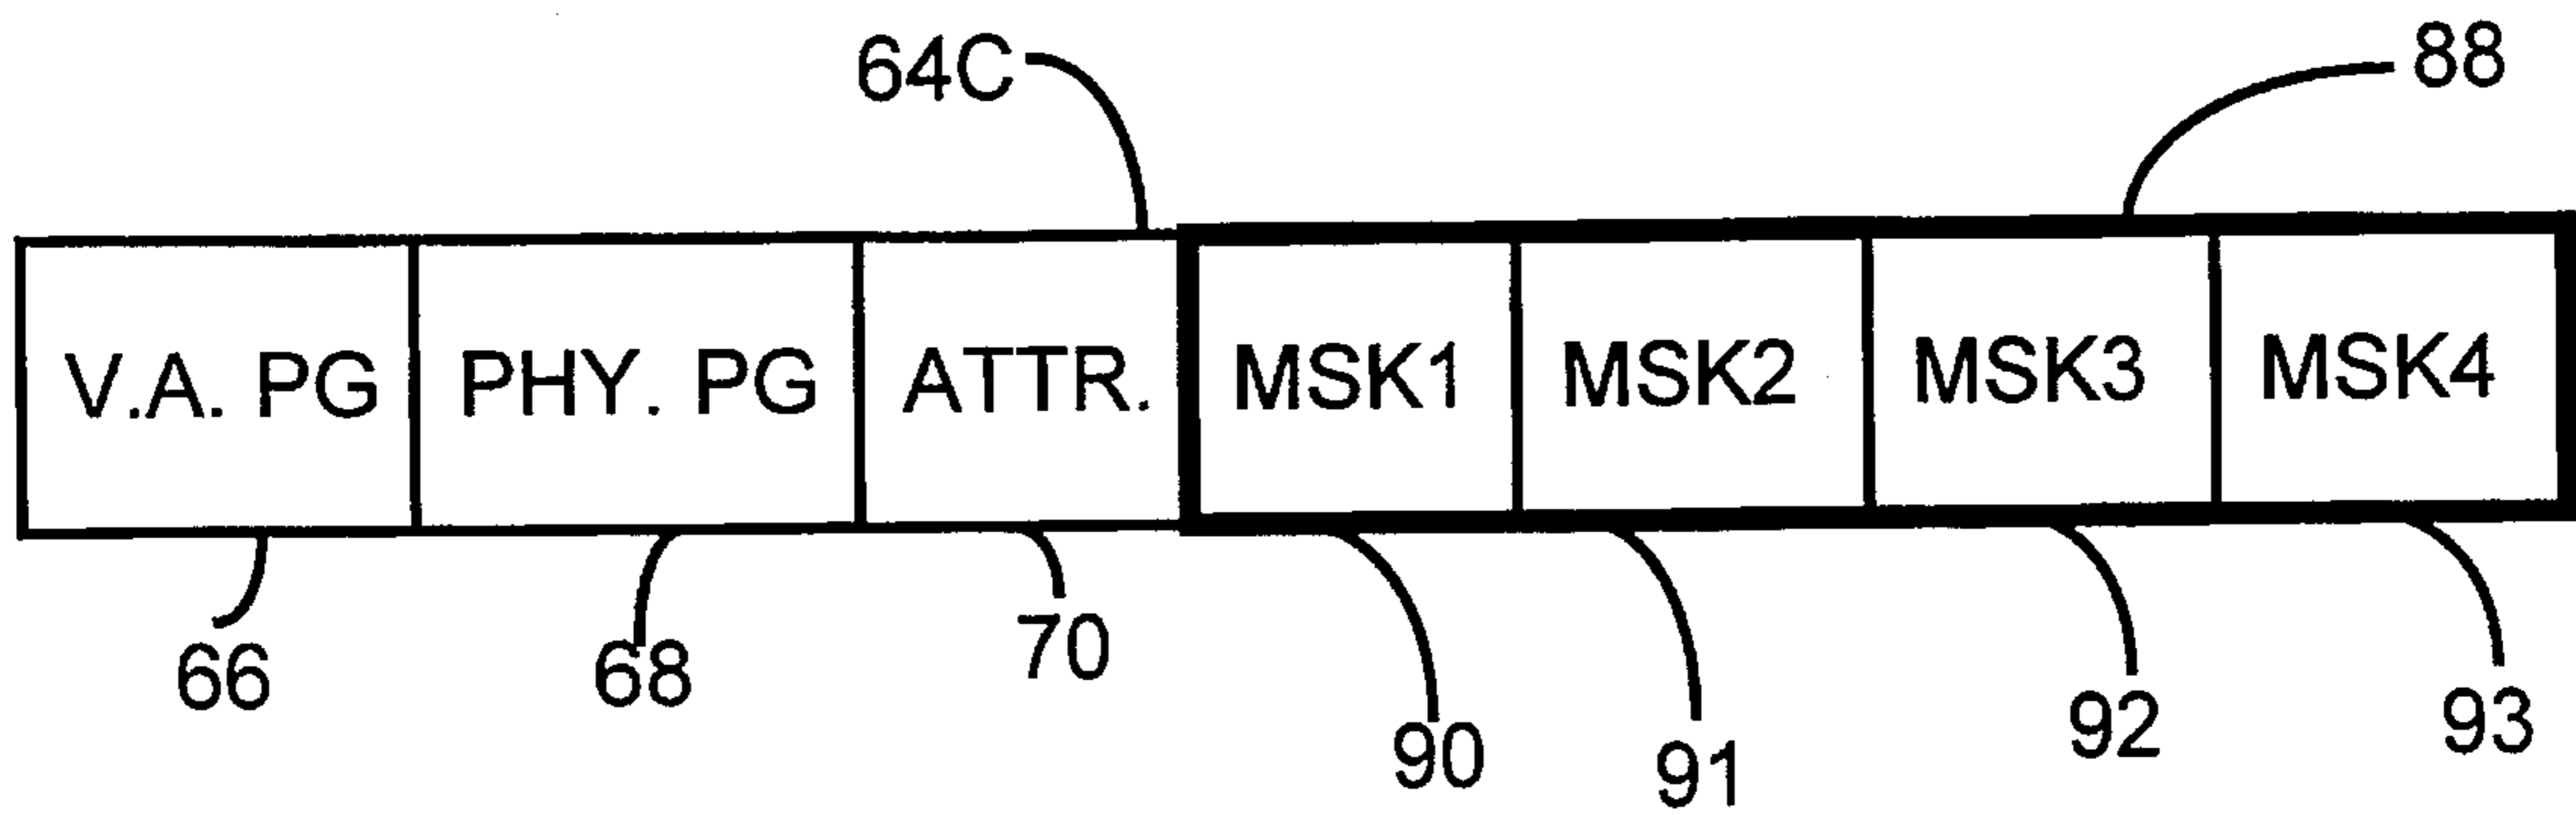 64C 88
V.A. PG PHY. PG ATTR. MSK1 MSK2 MSK3 MSK4
66 68 70 90 91 92 93